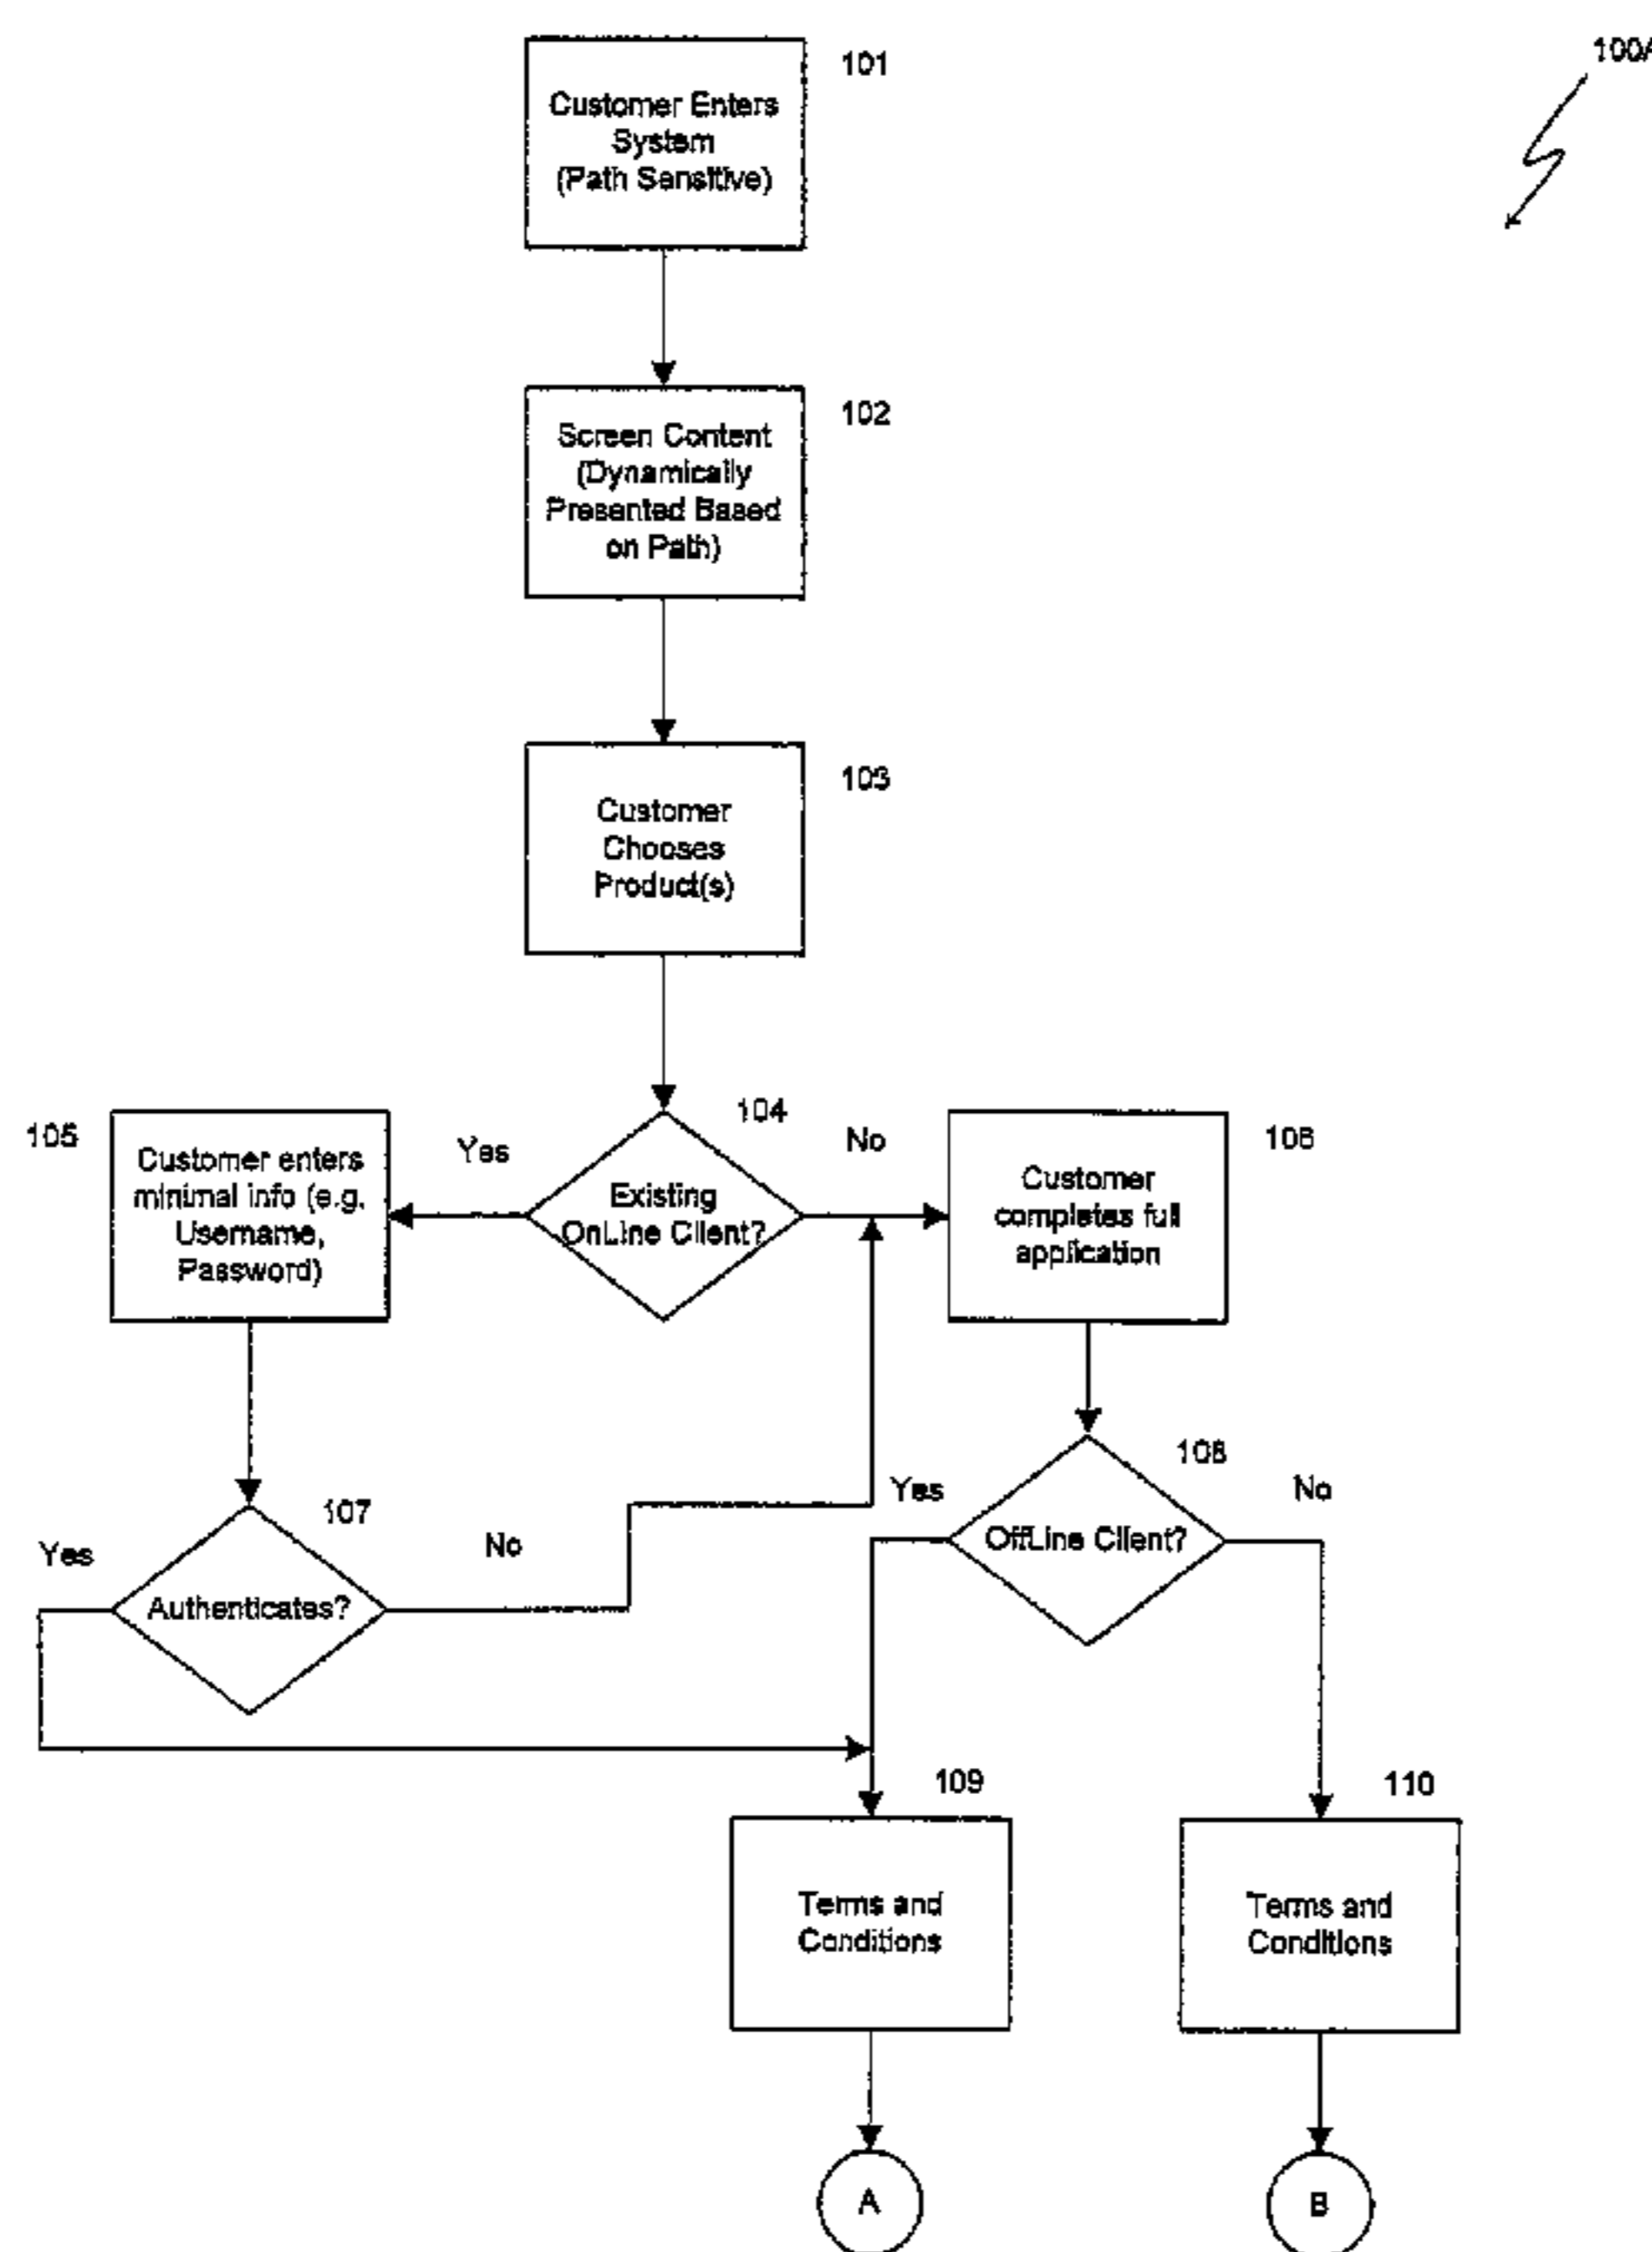 100A
101
Customer Enters
System
(Path Sensitive)
102
Screen Content
(Dynamically
Presented Based
on Path)
103
Customer
Chooses
Product(s)
104
105
Customer enters
minimal info (e.g.
Username,
Password)
Yes
Existing
OnLine Client?
No
106
Customer
completes full
application
107
Yes
Authenticates?
No
108
Yes
OffLine Client?
No
109
Terms and
Conditions
110
Terms and
Conditions
A
B